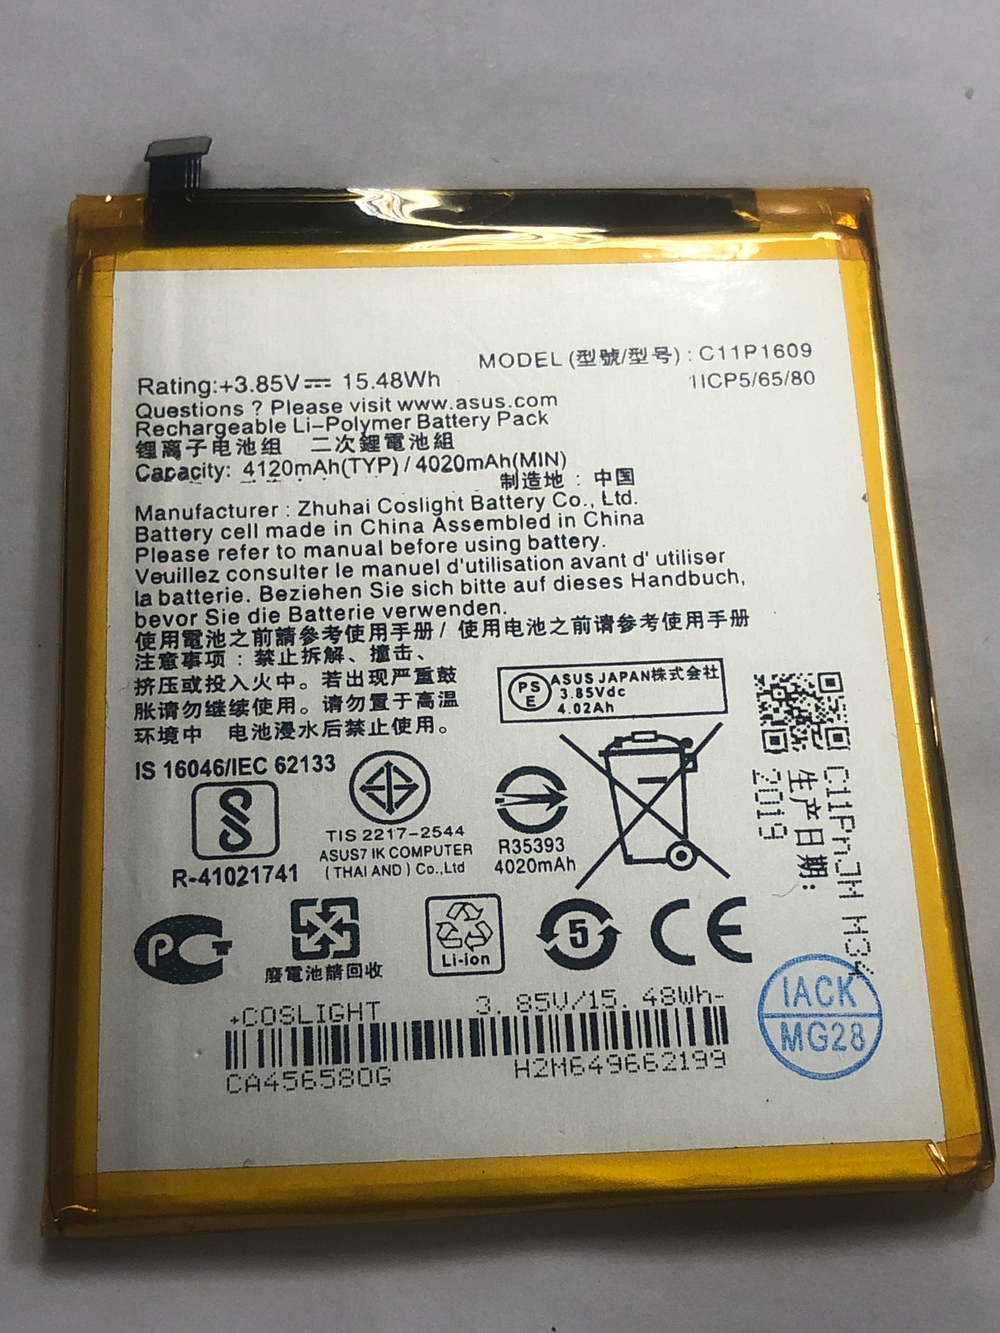 MODEL (型號/型号) : C11P1609
Rating:+3.85V⎓ 15.48Wh
1ICP5/65/80
Questions ? Please visit www.asus.com
Rechargeable Li-Polymer Battery Pack
鋰离子电池组 二次鋰電池組
Capacity: 4120mAh(TYP) / 4020mAh(MIN)
制造地 : 中国
Manufacturer : Zhuhai Coslight Battery Co., Ltd.
Battery cell made in China Assembled in China
Please refer to manual before using battery.
Veuillez consulter le manuel d'utilisation avant d' utiliser
la batterie. Beziehen Sie sich bitte auf dieses Handbuch,
bevor Sie die Batterie verwenden.
使用電池之前請參考使用手册 / 使用电池之前请参考使用手册
注意事项 : 禁止拆解、撞击、
挤压或投入火中。若出现严重鼓
胀请勿继续使用。请勿置于高温
环境中 电池浸水后禁止使用。
PS
E
ASUS JAPAN株式会社
3.85Vdc
4.02Ah
IS 16046/IEC 62133
R-41021741
TIS 2217-2544
ASUS7 IK COMPUTER
( THAI AND ) Co.,Ltd
R35393
4020mAh
C11PnJH M34
生产日期:
2019
PC
廢電池請回收
Li-ion
5
CE
+COSLIGHT 3.85V/15.48Wh-
CA456580G H2M649662199
IACK
MG28